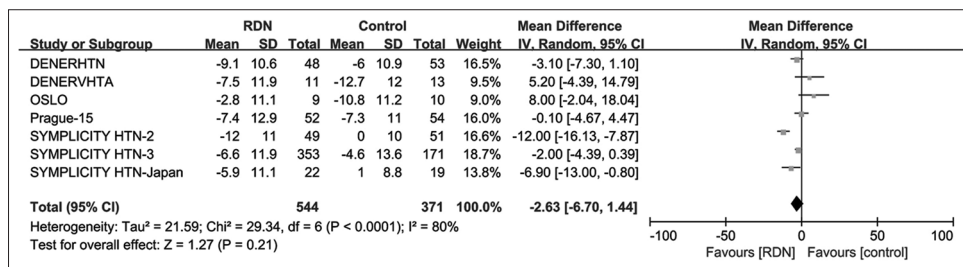 RDN Control Mean Difference Mean Difference
Study or Subgroup Mean SD Total Mean SD Total Weight IV, Random, 95% CI IV, Random, 95% CI
DENERHTN -9.1 10.6 48 -6 10.9 53 16.5% -3.10 [-7.30, 1.10]
DENERVHTA -7.5 11.9 11 -12.7 12 13 9.5% 5.20 [-4.39, 14.79]
OSLO -2.8 11.1 9 -10.8 11.2 10 9.0% 8.00 [-2.04, 18.04]
Prague-15 -7.4 12.9 52 -7.3 11 54 16.0% -0.10 [-4.67, 4.47]
SYMPLICITY HTN-2 -12 11 49 0 10 51 16.6% -12.00 [-16.13, -7.87]
SYMPLICITY HTN-3 -6.6 11.9 353 -4.6 13.6 171 18.7% -2.00 [-4.39, 0.39]
SYMPLICITY HTN-Japan -5.9 11.1 22 1 8.8 19 13.8% -6.90 [-13.00, -0.80]
Total (95% CI) 544 371 100.0% -2.63 [-6.70, 1.44]
Heterogeneity: Tau² = 21.59; Chi² = 29.34, df = 6 (P < 0.0001); I² = 80%
Test for overall effect: Z = 1.27 (P = 0.21)
-100 -50 0 50 100
Favours [RDN] Favours [control]